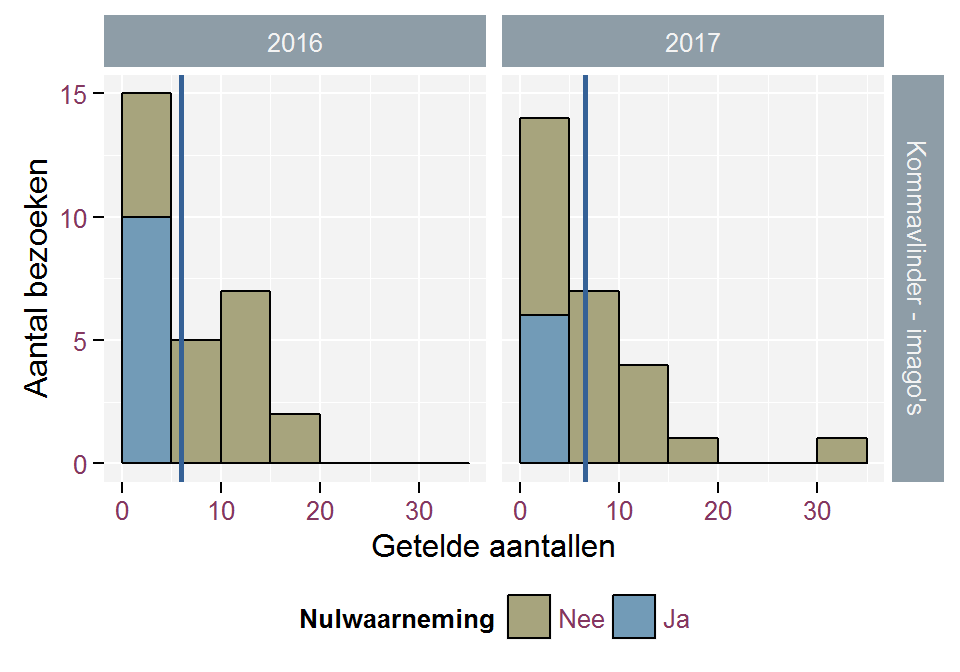 2016
2017
Kommavlinder - imago's
Aantal bezoeken
15
10
5
0
0 10 20 30
0 10 20 30
Getelde aantallen
Nulwaarneming Nee Ja